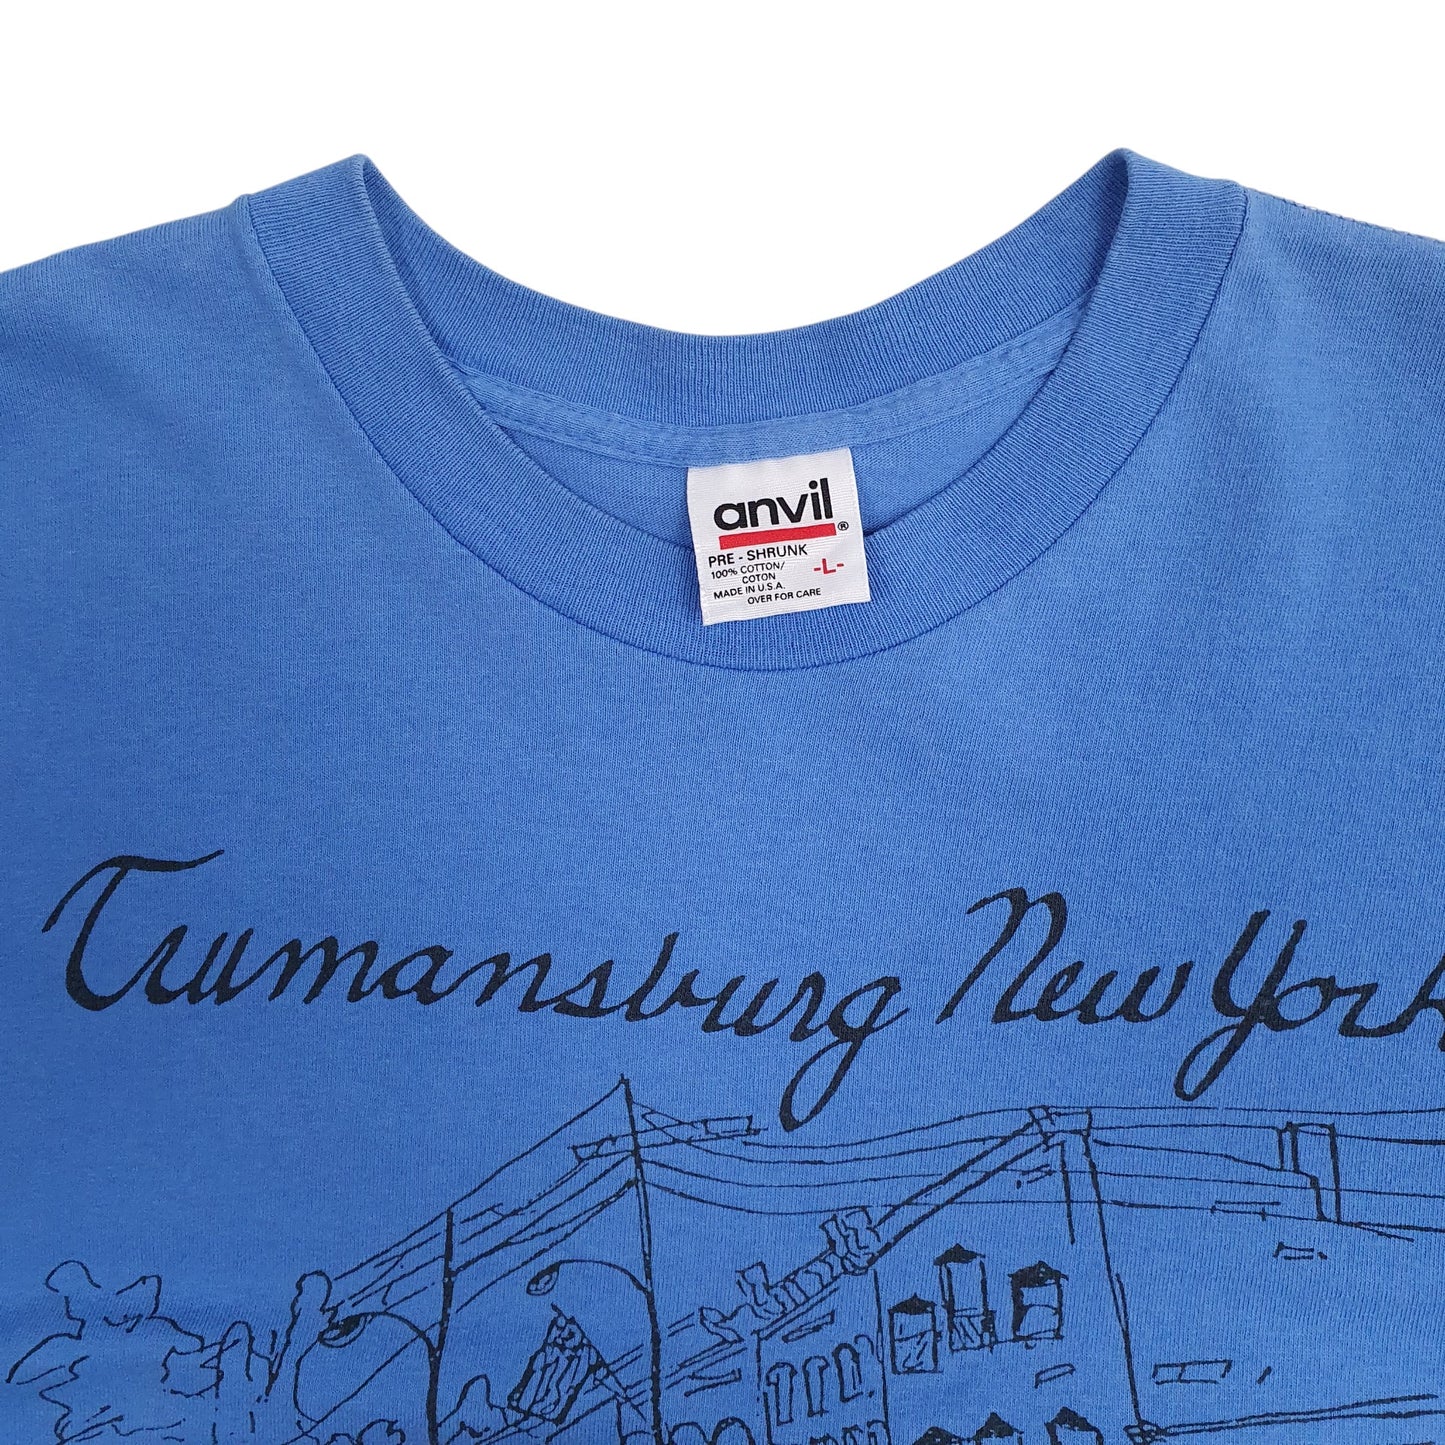 anvil
®
PRE - SHRUNK
100% COTTON/
COTON
-L-
MADE IN U.S.A.
OVER FOR CARE
Trumansburg New York